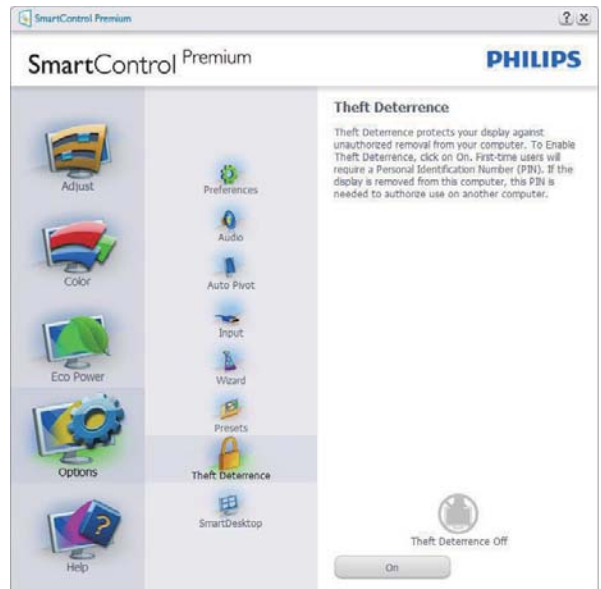 SmartControl Premium
? x
SmartControl Premium
PHILIPS
Adjust
Color
Eco Power
Options
Help
Preferences
Audio
Auto Pivot
Input
Wizard
Presets
Theft Deterrence
SmartDesktop
Theft Deterrence
Theft Deterrence protects your display against
unauthorized removal from your computer. To Enable
Theft Deterrence, click on On. First-time users will
require a Personal Identification Number (PIN). If the
display is removed from this computer, this PIN is
needed to authorize use on another computer.
Theft Deterrence Off
On